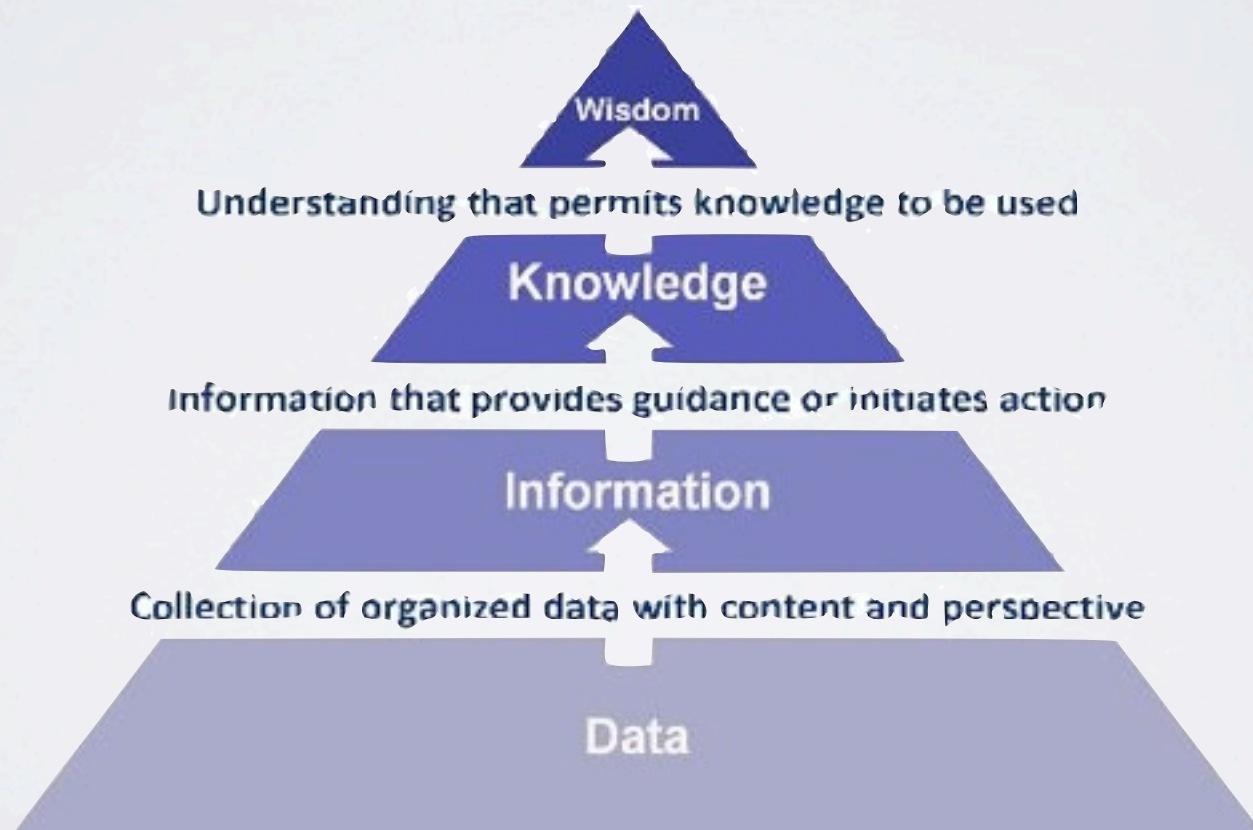 Wisdom
Understanding that permits knowledge to be used
Knowledge
Information that provides guidance or initiates action
Information
Collection of organized data with content and perspective
Data